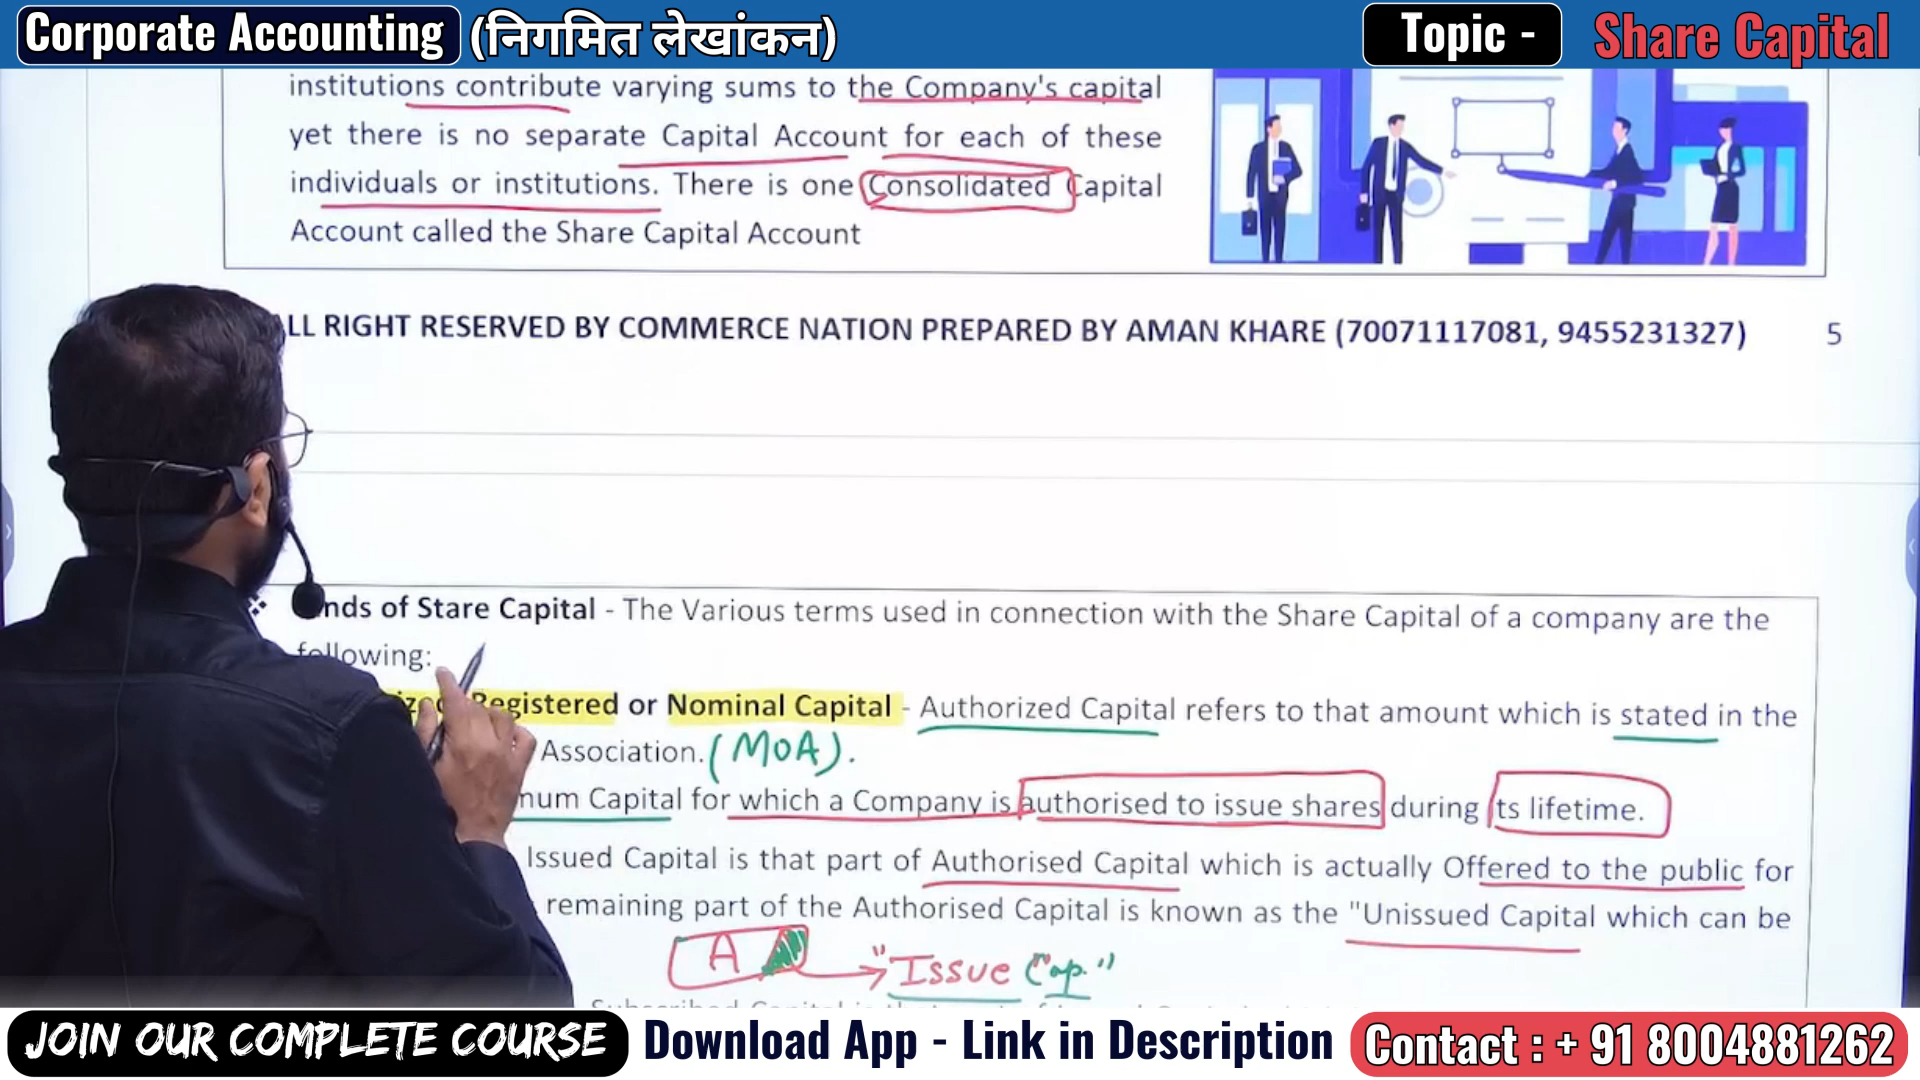 Corporate Accounting (निगमित लेखांकन) Topic - Share Capital
institutions contribute varying sums to the Company's capital
yet there is no separate Capital Account for each of these
individuals or institutions. There is one Consolidated Capital
Account called the Share Capital Account
LL RIGHT RESERVED BY COMMERCE NATION PREPARED BY AMAN KHARE (70071117081, 9455231327) 5
nds of Stare Capital - The Various terms used in connection with the Share Capital of a company are the
following:
Registered or Nominal Capital - Authorized Capital refers to that amount which is stated in the
Association. (MOA).
num Capital for which a Company is authorised to issue shares during its lifetime.
Issued Capital is that part of Authorised Capital which is actually Offered to the public for
remaining part of the Authorised Capital is known as the "Unissued Capital which can be
A "Issue Cap."
JOIN OUR COMPLETE COURSE Download App - Link in Description Contact : + 91 8004881262